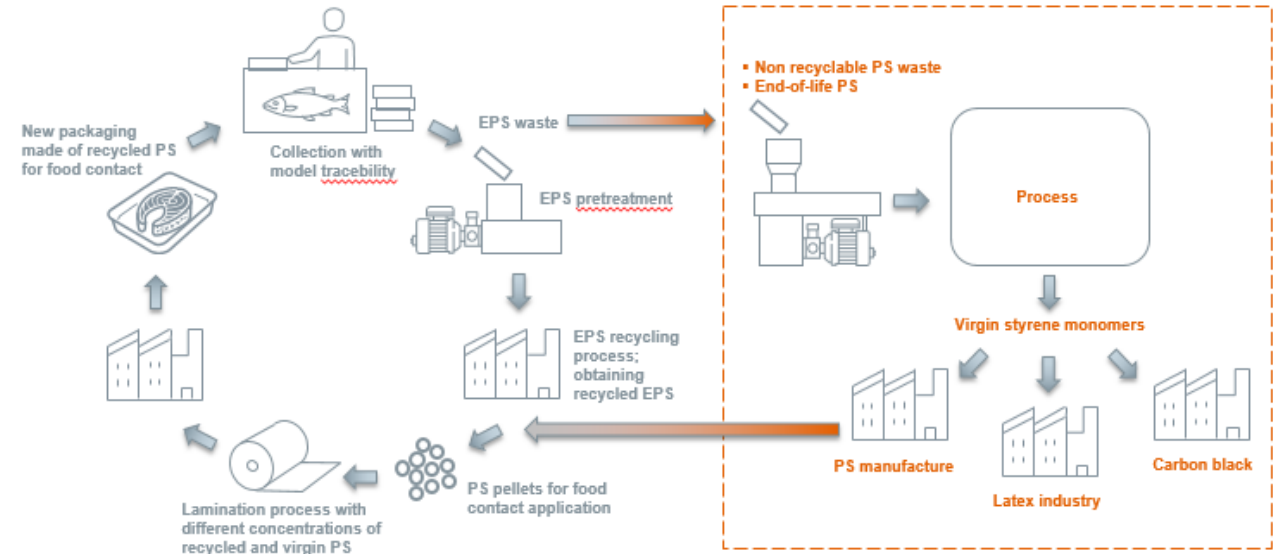 New packaging
made of recycled PS
for food contact
Collection with
model tracebility
EPS waste
EPS pretreatment
EPS recycling
process;
obtaining
recycled EPS
PS pellets for food
contact application
Lamination process with
different concentrations of
recycled and virgin PS
▪ Non recyclable PS waste
▪ End-of-life PS
Process
Virgin styrene monomers
PS manufacture
Latex industry
Carbon black